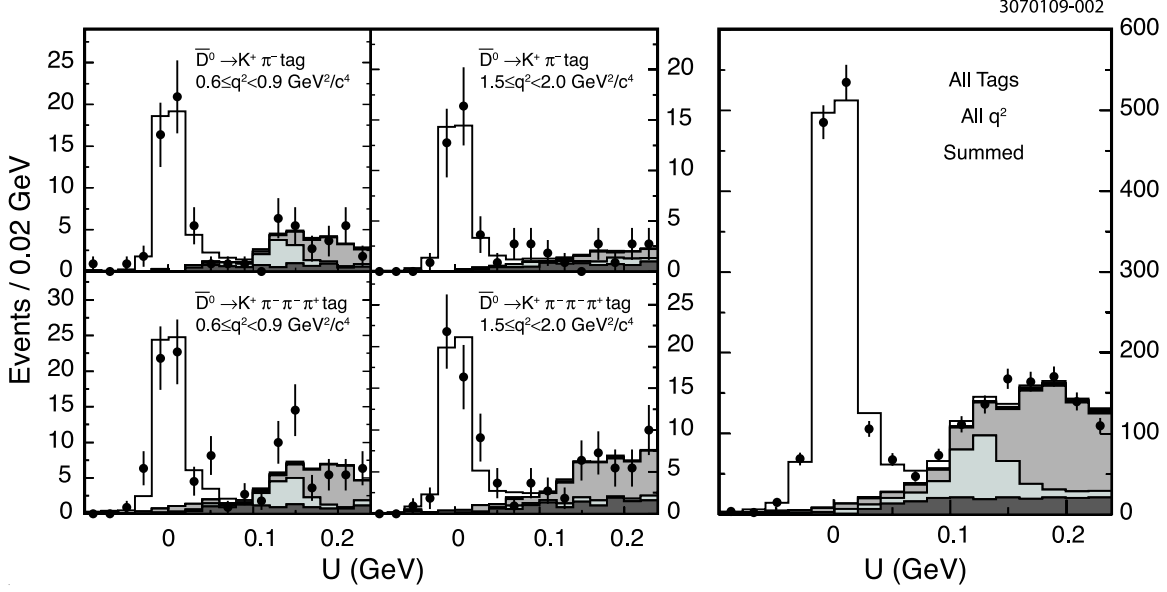 3070109-002
D̅⁰ →K⁺ π⁻ tag
0.6≤q²<0.9 GeV²/c⁴
D̅⁰ →K⁺ π⁻ tag
1.5≤q²<2.0 GeV²/c⁴
All Tags
All q²
Summed
25
20
15
10
5
0
20
15
10
5
0
600
500
400
300
200
100
0
Events / 0.02 GeV
D̅⁰ →K⁺ π⁻π⁻π⁺ tag
0.6≤q²<0.9 GeV²/c⁴
D̅⁰ →K⁺ π⁻π⁻π⁺ tag
1.5≤q²<2.0 GeV²/c⁴
30
25
20
15
10
5
0
25
20
15
10
5
0
0 0.1 0.2
0 0.1 0.2
0 0.1 0.2
U (GeV)
U (GeV)
U (GeV)